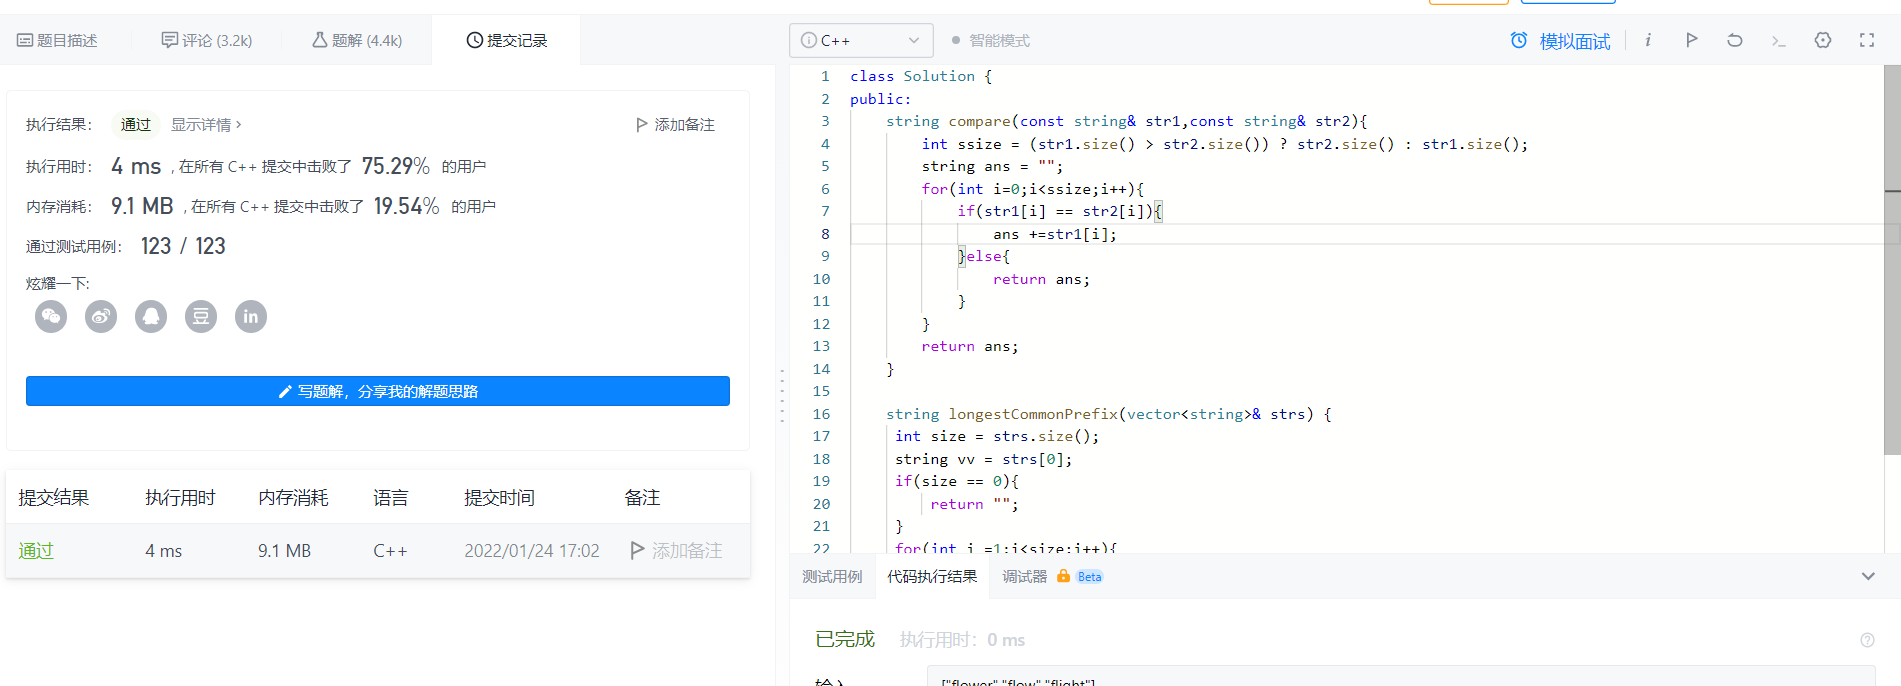 题目描述 评论 (3.2k) 题解 (4.4k) 提交记录
执行结果： 通过 显示详情 › 添加备注
执行用时： 4 ms ，在所有 C++ 提交中击败了 75.29% 的用户
内存消耗： 9.1 MB ，在所有 C++ 提交中击败了 19.54% 的用户
通过测试用例： 123 / 123
炫耀一下:
写题解，分享我的解题思路
提交结果 执行用时 内存消耗 语言 提交时间 备注
通过 4 ms 9.1 MB C++ 2022/01/24 17:02 添加备注
C++ 智能模式 模拟面试
1 class Solution {
2 public:
3 string compare(const string& str1,const string& str2){
4 int ssize = (str1.size() > str2.size()) ? str2.size() : str1.size();
5 string ans = "";
6 for(int i=0;i<ssize;i++){
7 if(str1[i] == str2[i]){
8 ans +=str1[i];
9 }else{
10 return ans;
11 }
12 }
13 return ans;
14 }
15
16 string longestCommonPrefix(vector<string>& strs) {
17 int size = strs.size();
18 string vv = strs[0];
19 if(size == 0){
20 return "";
21 }
22 for(int i =1;i<size;i++){
测试用例 代码执行结果 调试器 Beta
已完成 执行用时：0 ms
输入 ["flower","flow","flight"]